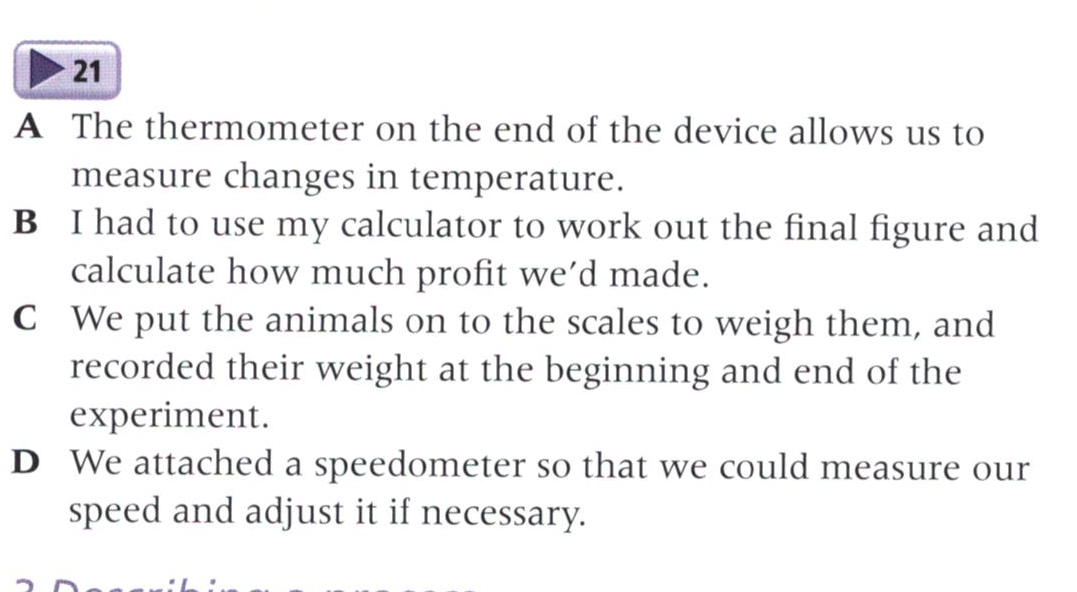 21
A The thermometer on the end of the device allows us to
measure changes in temperature.
B I had to use my calculator to work out the final figure and
calculate how much profit we'd made.
C We put the animals on to the scales to weigh them, and
recorded their weight at the beginning and end of the
experiment.
D We attached a speedometer so that we could measure our
speed and adjust it if necessary.